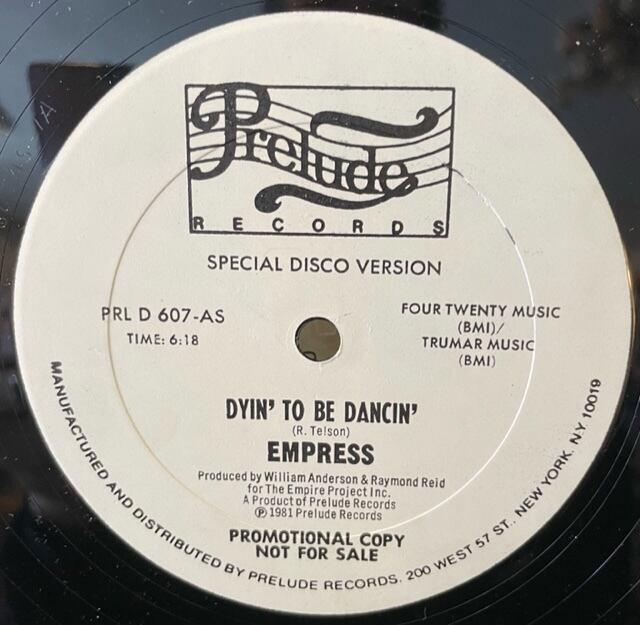 Prelude
RECORDS
SPECIAL DISCO VERSION
PRL D 607-AS
TIME: 6:18
FOUR TWENTY MUSIC
(BMI)/
TRUMAR MUSIC
(BMI)
DYIN' TO BE DANCIN'
(R. Telson)
EMPRESS
Produced by William Anderson & Raymond Reid
for The Empire Project Inc.
A Product of Prelude Records
℗ 1981 Prelude Records
PROMOTIONAL COPY
NOT FOR SALE
MANUFACTURED AND DISTRIBUTED BY PRELUDE RECORDS. 200 WEST 57 ST., NEW YORK. N.Y 10019